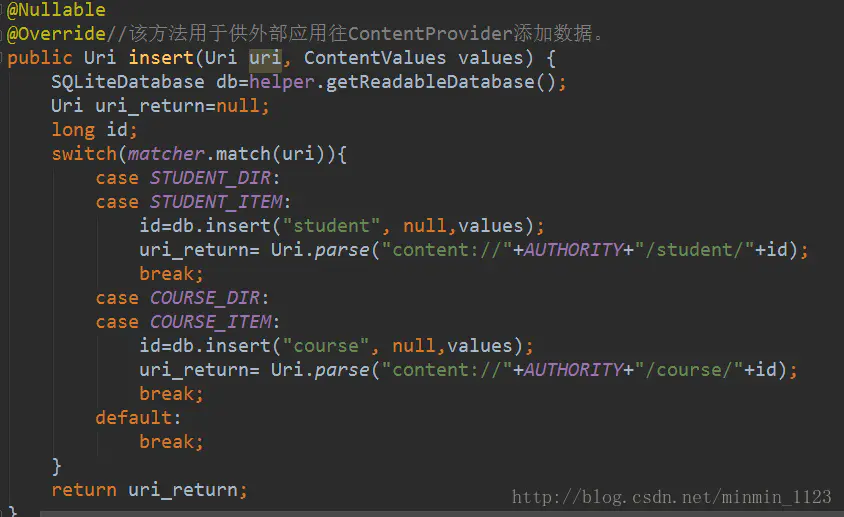 @Nullable
@Override//该方法用于供外部应用往ContentProvider添加数据。
public Uri insert(Uri uri, ContentValues values) {
    SQLiteDatabase db=helper.getReadableDatabase();
    Uri uri_return=null;
    long id;
    switch(matcher.match(uri)){
        case STUDENT_DIR:
        case STUDENT_ITEM:
            id=db.insert("student", null,values);
            uri_return= Uri.parse("content://"+AUTHORITY+"/student/"+id);
            break;
        case COURSE_DIR:
        case COURSE_ITEM:
            id=db.insert("course", null,values);
            uri_return= Uri.parse("content://"+AUTHORITY+"/course/"+id);
            break;
        default:
            break;
    }
    return uri_return;
http://blog.csdn.net/minmin_1123
}